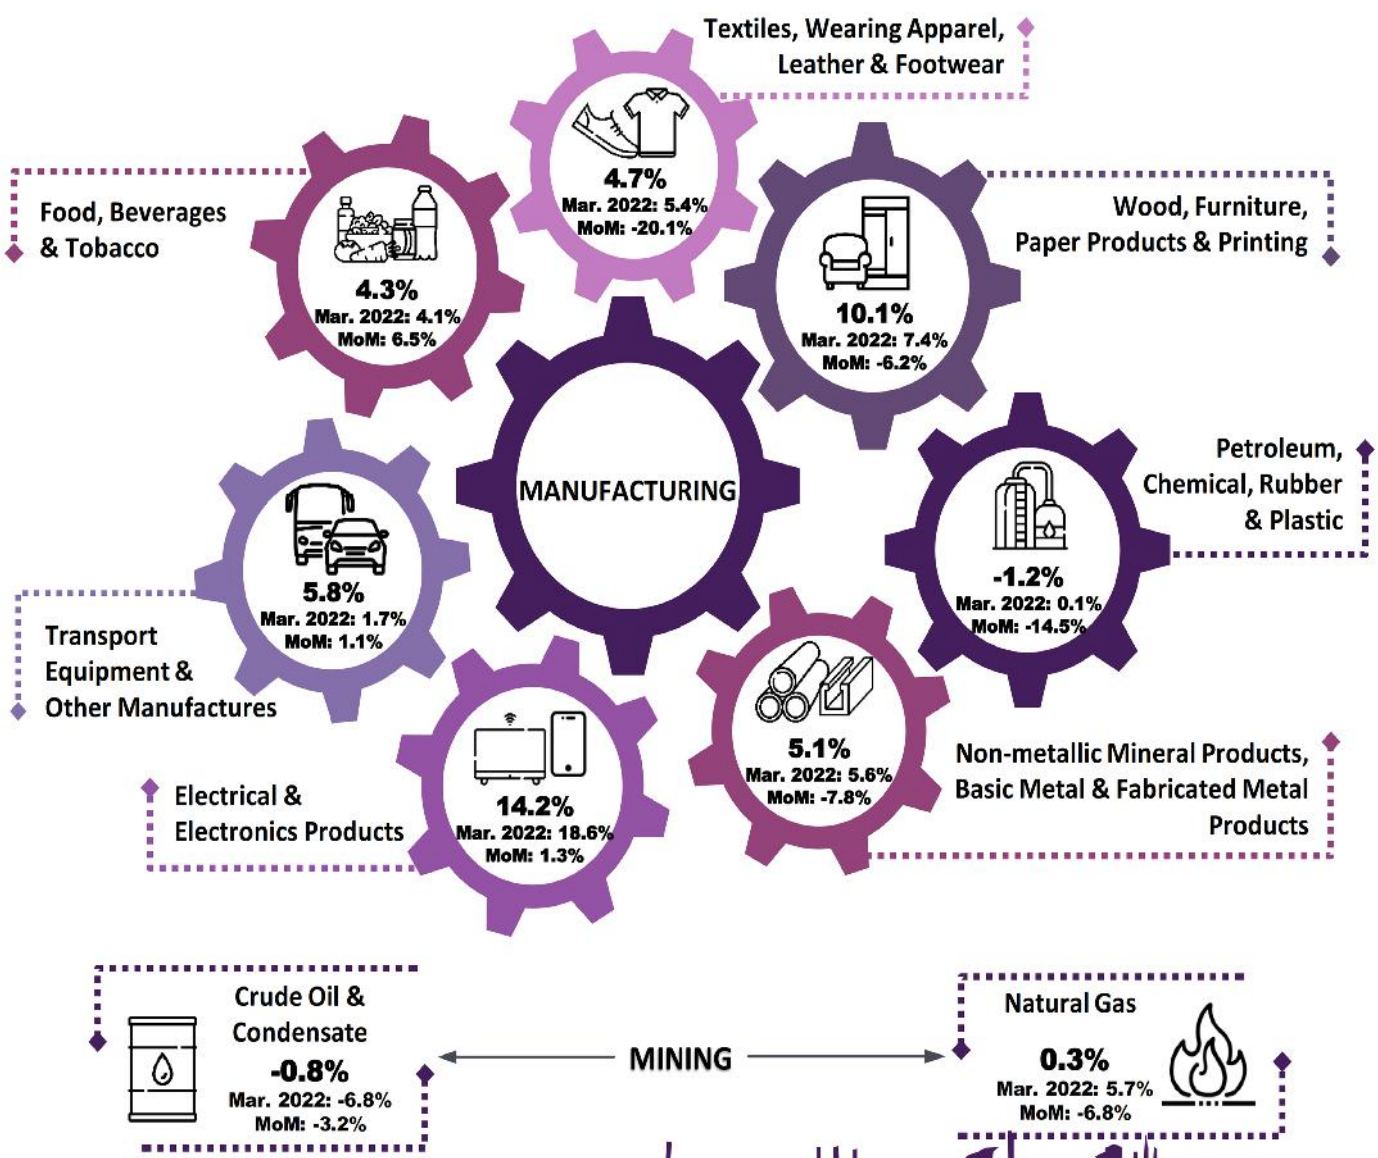 Textiles, Wearing Apparel,
Leather & Footwear
4.7%
Mar. 2022: 5.4%
MoM: -20.1%
Food, Beverages
& Tobacco
4.3%
Mar. 2022: 4.1%
MoM: 6.5%
Wood, Furniture,
Paper Products & Printing
10.1%
Mar. 2022: 7.4%
MoM: -6.2%
MANUFACTURING
Petroleum,
Chemical, Rubber
& Plastic
-1.2%
Mar. 2022: 0.1%
MoM: -14.5%
5.8%
Mar. 2022: 1.7%
MoM: 1.1%
Transport
Equipment &
Other Manufactures
5.1%
Mar. 2022: 5.6%
MoM: -7.8%
Non-metallic Mineral Products,
Basic Metal & Fabricated Metal
Products
Electrical &
Electronics Products
14.2%
Mar. 2022: 18.6%
MoM: 1.3%
Crude Oil &
Condensate
-0.8%
Mar. 2022: -6.8%
MoM: -3.2%
MINING
Natural Gas
0.3%
Mar. 2022: 5.7%
MoM: -6.8%